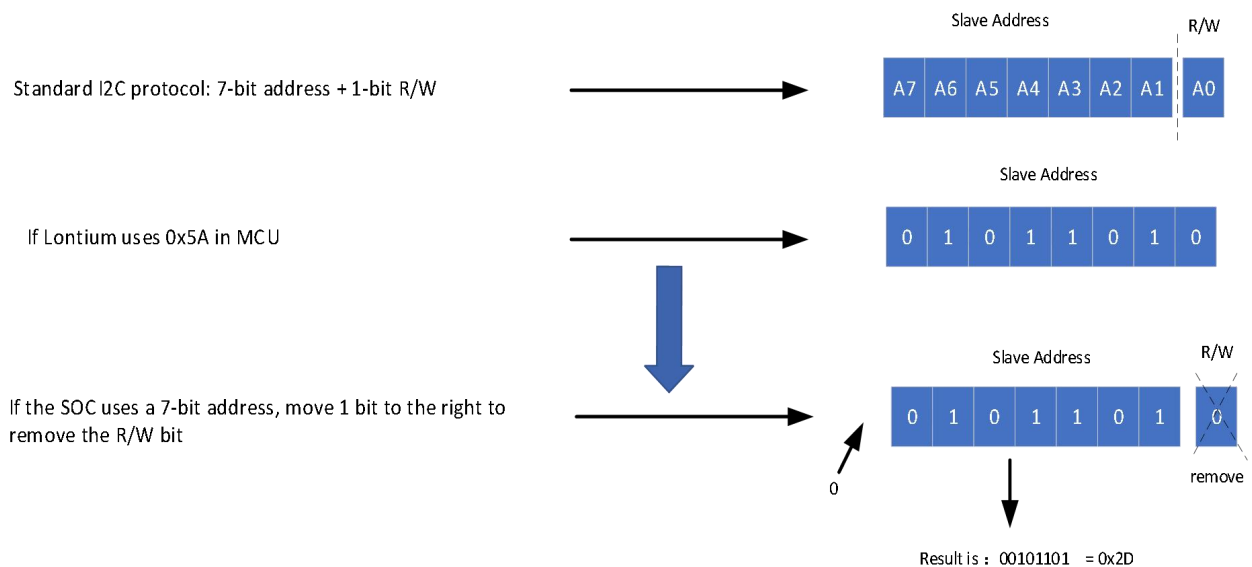 Slave Address
R/W
Standard I2C protocol: 7-bit address + 1-bit R/W
A7 A6 A5 A4 A3 A2 A1 A0
Slave Address
If Lontium uses 0x5A in MCU
0 1 0 1 1 0 1 0
Slave Address
R/W
If the SOC uses a 7-bit address, move 1 bit to the right to
remove the R/W bit
0 1 0 1 1 0 1 0
0
remove
Result is： 00101101 = 0x2D